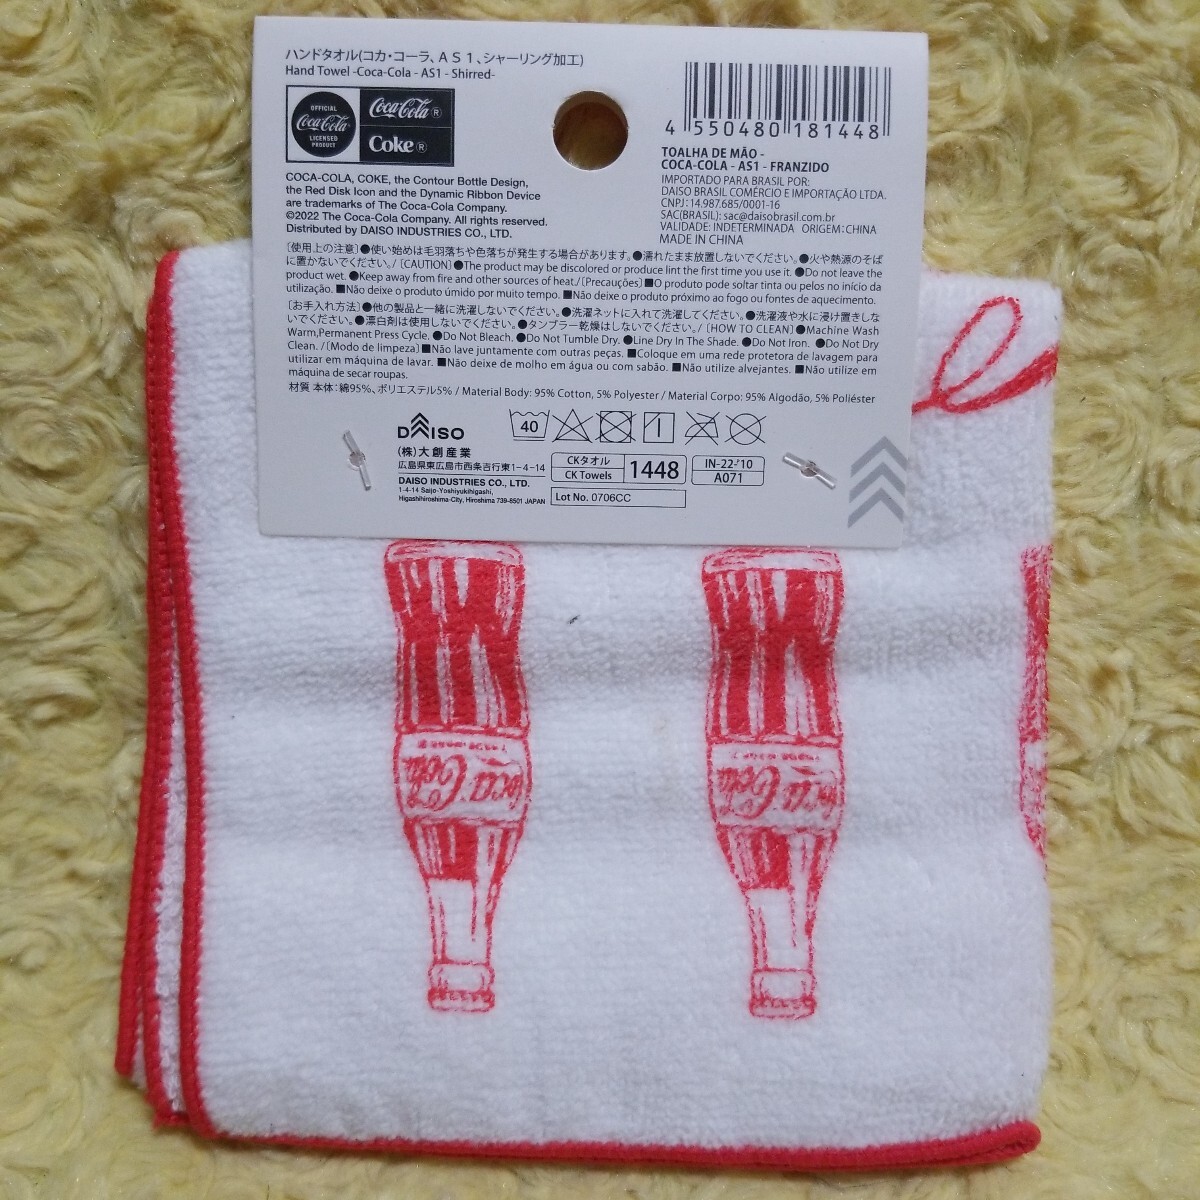 ハンドタオル(コカ・コーラ、AS1、シャーリング加工)
Hand Towel -Coca-Cola - AS1 - Shirred-
OFFICIAL
Coca-Cola
LICENSED
PRODUCT
Coca-Cola®
Coke®
COCA-COLA, COKE, the Contour Bottle Design,
the Red Disk Icon and the Dynamic Ribbon Device
are trademarks of The Coca-Cola Company.
©2022 The Coca-Cola Company. All rights reserved.
Distributed by DAISO INDUSTRIES CO., LTD.
4 550480 181448
TOALHA DE MÃO -
COCA-COLA - AS1 - FRANZIDO
IMPORTADO PARA BRASIL POR:
DAISO BRASIL COMÉRCIO E IMPORTAÇÃO LTDA.
CNPJ: 14.987.685/0001-16
SAC(BRASIL): sac@daisobrasil.com.br
VALIDADE: INDETERMINADA ORIGEM: CHINA
MADE IN CHINA
〔使用上の注意〕●使い始めは毛羽落ちや色落ちが発生する場合があります。●濡れたまま放置しないでください。●火や熱源のそば
に置かないでください。/〔CAUTION〕●The product may be discolored or produce lint the first time you use it. ●Do not leave the
product wet. ●Keep away from fire and other sources of heat./〔Precauções〕■O produto pode soltar tinta ou pelos no início da
utilização. ■Não deixe o produto úmido por muito tempo. ■Não deixe o produto próximo ao fogo ou fontes de aquecimento.
〔お手入れ方法〕●他の製品と一緒に洗濯しないでください。●洗濯ネットに入れて洗濯してください。●洗濯液や水に浸け置きしな
いでください。●漂白剤は使用しないでください。●タンブラー乾燥はしないでください。/〔HOW TO CLEAN〕●Machine Wash
Warm,Permanent Press Cycle. ●Do Not Bleach. ●Do Not Tumble Dry. ●Line Dry In The Shade. ●Do Not Iron. ●Do Not Dry
Clean. /〔Modo de limpeza〕■Não lave juntamente com outras peças. ■Coloque em uma rede protetora de lavagem para
utilizar em máquina de lavar. ■Não deixe de molho em água ou com sabão. ■Não utilize alvejantes. ■Não utilize em
máquina de secar roupas.
材質 本体：綿95%、ポリエステル5% / Material Body: 95% Cotton, 5% Polyester / Material Corpo: 95% Algodão, 5% Poliéster
40
DAISO
(株)大創産業
広島県東広島市西条吉行東1-4-14
DAISO INDUSTRIES CO., LTD.
1-4-14 Saijo-Yoshiyukihigashi,
Higashihiroshima-City, Hiroshima 739-8501 JAPAN
CKタオル
CK Towels
1448
IN-22-'10
A071
Lot No. 0706CC
Coca-Cola
Coca-Cola